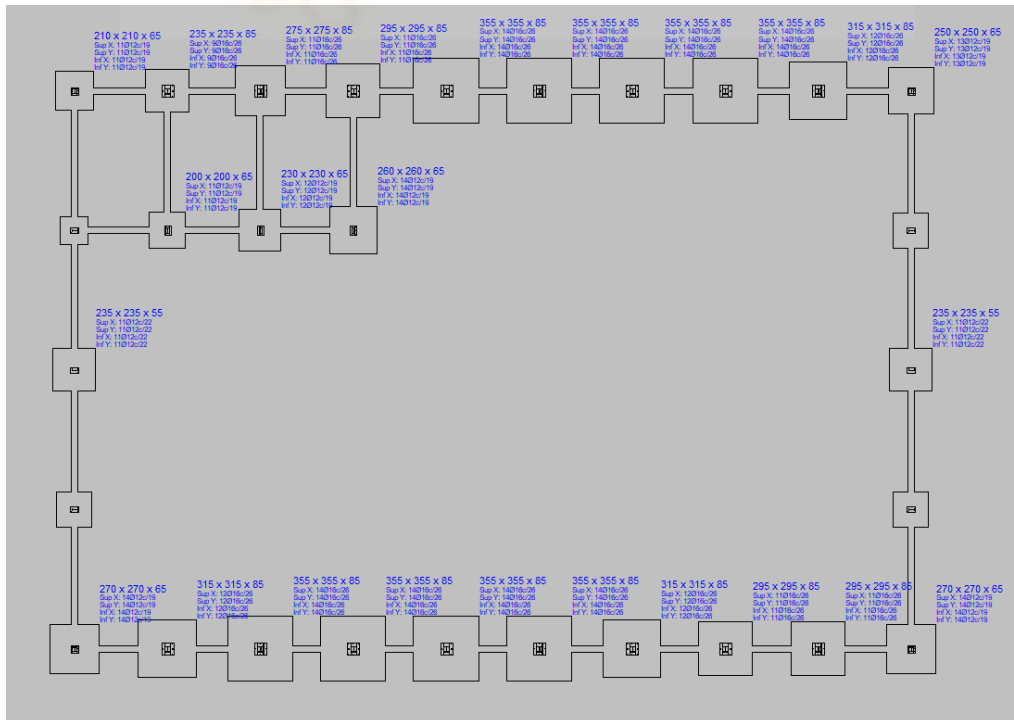 210 x 210 x 65
Sup X: 11Ø12c/19
Sup Y: 11Ø12c/19
Inf X: 11Ø12c/19
Inf Y: 11Ø12c/19
235 x 235 x 85
Sup X: 9Ø16c/26
Sup Y: 9Ø16c/26
Inf X: 9Ø16c/26
Inf Y: 9Ø16c/26
275 x 275 x 85
Sup X: 11Ø16c/26
Sup Y: 11Ø16c/26
Inf X: 11Ø16c/26
Inf Y: 11Ø16c/26
295 x 295 x 85
Sup X: 11Ø16c/26
Sup Y: 11Ø16c/26
Inf X: 11Ø16c/26
Inf Y: 11Ø16c/26
355 x 355 x 85
Sup X: 14Ø16c/26
Sup Y: 14Ø16c/26
Inf X: 14Ø16c/26
Inf Y: 14Ø16c/26
355 x 355 x 85
Sup X: 14Ø16c/26
Sup Y: 14Ø16c/26
Inf X: 14Ø16c/26
Inf Y: 14Ø16c/26
355 x 355 x 85
Sup X: 14Ø16c/26
Sup Y: 14Ø16c/26
Inf X: 14Ø16c/26
Inf Y: 14Ø16c/26
355 x 355 x 85
Sup X: 14Ø16c/26
Sup Y: 14Ø16c/26
Inf X: 14Ø16c/26
Inf Y: 14Ø16c/26
315 x 315 x 85
Sup X: 12Ø16c/26
Sup Y: 12Ø16c/26
Inf X: 12Ø16c/26
Inf Y: 12Ø16c/26
250 x 250 x 65
Sup X: 13Ø12c/19
Sup Y: 13Ø12c/19
Inf X: 13Ø12c/19
Inf Y: 13Ø12c/19
200 x 200 x 65
Sup X: 11Ø12c/19
Sup Y: 11Ø12c/19
Inf X: 11Ø12c/19
Inf Y: 11Ø12c/19
230 x 230 x 65
Sup X: 12Ø12c/19
Sup Y: 12Ø12c/19
Inf X: 12Ø12c/19
Inf Y: 12Ø12c/19
260 x 260 x 65
Sup X: 14Ø12c/19
Sup Y: 14Ø12c/19
Inf X: 14Ø12c/19
Inf Y: 14Ø12c/19
235 x 235 x 55
Sup X: 11Ø12c/22
Sup Y: 11Ø12c/22
Inf X: 11Ø12c/22
Inf Y: 11Ø12c/22
235 x 235 x 55
Sup X: 11Ø12c/22
Sup Y: 11Ø12c/22
Inf X: 11Ø12c/22
Inf Y: 11Ø12c/22
270 x 270 x 65
Sup X: 14Ø12c/19
Sup Y: 14Ø12c/19
Inf X: 14Ø12c/19
Inf Y: 14Ø12c/19
315 x 315 x 85
Sup X: 12Ø16c/26
Sup Y: 12Ø16c/26
Inf X: 12Ø16c/26
Inf Y: 12Ø16c/26
355 x 355 x 85
Sup X: 14Ø16c/26
Sup Y: 14Ø16c/26
Inf X: 14Ø16c/26
Inf Y: 14Ø16c/26
355 x 355 x 85
Sup X: 14Ø16c/26
Sup Y: 14Ø16c/26
Inf X: 14Ø16c/26
Inf Y: 14Ø16c/26
355 x 355 x 85
Sup X: 14Ø16c/26
Sup Y: 14Ø16c/26
Inf X: 14Ø16c/26
Inf Y: 14Ø16c/26
355 x 355 x 85
Sup X: 14Ø16c/26
Sup Y: 14Ø16c/26
Inf X: 14Ø16c/26
Inf Y: 14Ø16c/26
315 x 315 x 85
Sup X: 12Ø16c/26
Sup Y: 12Ø16c/26
Inf X: 12Ø16c/26
Inf Y: 12Ø16c/26
295 x 295 x 85
Sup X: 11Ø16c/26
Sup Y: 11Ø16c/26
Inf X: 11Ø16c/26
Inf Y: 11Ø16c/26
295 x 295 x 85
Sup X: 11Ø16c/26
Sup Y: 11Ø16c/26
Inf X: 11Ø16c/26
Inf Y: 11Ø16c/26
270 x 270 x 65
Sup X: 14Ø12c/19
Sup Y: 14Ø12c/19
Inf X: 14Ø12c/19
Inf Y: 14Ø12c/19